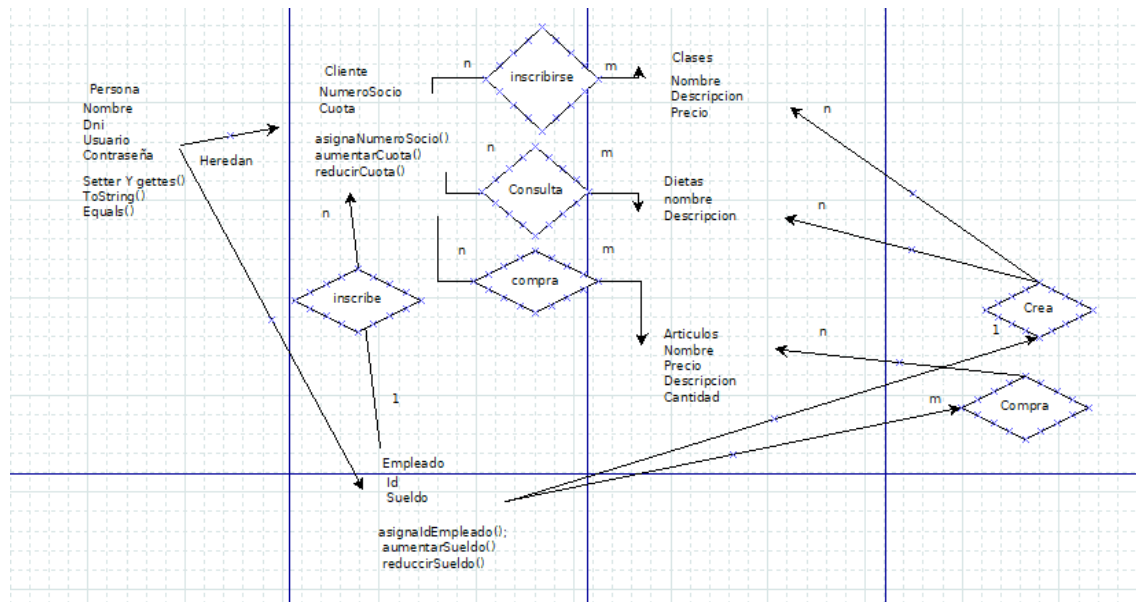 Persona
Nombre
Dni
Usuario
Contraseña
Setter Y gettes()
ToString()
Equals()
Heredan
Cliente
NumeroSocio
Cuota
asignaNumeroSocio()
aumentarCuota()
reducirCuota()
n
inscribirse
m
Clases
Nombre
Descripcion
Precio
n
n
Consulta
m
Dietas
nombre
Descripcion
n
n
compra
m
Articulos
Nombre
Precio
Descripcion
Cantidad
n
n
inscribe
1
Crea
1
Compra
m
Empleado
Id
Sueldo
asignaIdEmpleado();
aumentarSueldo()
reduccirSueldo()